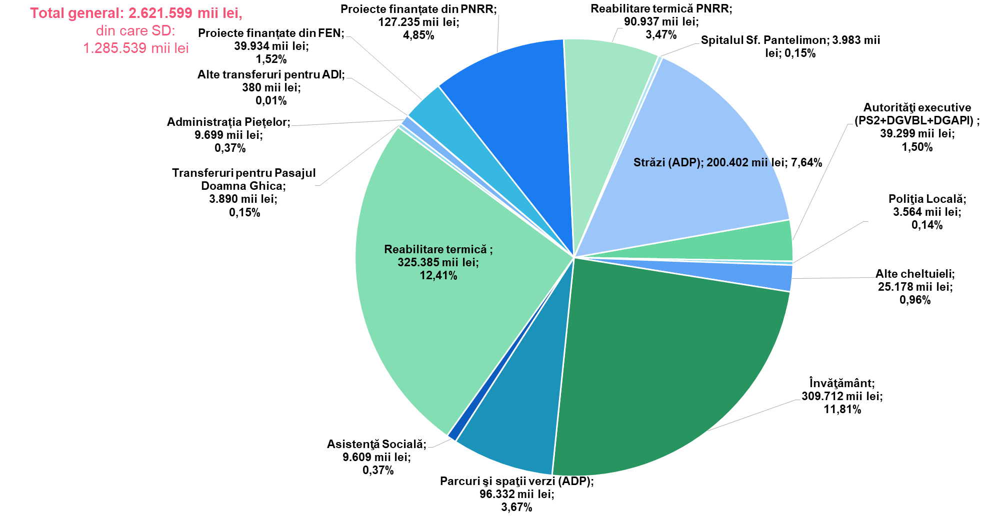 Total general: 2.621.599 mii lei,
din care SD:
1.285.539 mii lei
Proiecte finanțate din PNRR;
127.235 mii lei;
4,85%
Reabilitare termică PNRR;
90.937 mii lei;
3,47%
Spitalul Sf. Pantelimon; 3.983 mii
lei; 0,15%
Proiecte finanțate din FEN;
39.934 mii lei;
1,52%
Alte transferuri pentru ADI;
380 mii lei;
0,01%
Administrația Piețelor;
9.699 mii lei;
0,37%
Transferuri pentru Pasajul
Doamna Ghica;
3.890 mii lei;
0,15%
Autorităţi executive
(PS2+DGVBL+DGAPI) ;
39.299 mii lei;
1,50%
Străzi (ADP); 200.402 mii lei; 7,64%
Poliţia Locală;
3.564 mii lei;
0,14%
Reabilitare termică ;
325.385 mii lei;
12,41%
Alte cheltuieli;
25.178 mii lei;
0,96%
Învăţământ;
309.712 mii lei;
11,81%
Asistenţă Socială;
9.609 mii lei;
0,37%
Parcuri şi spaţii verzi (ADP);
96.332 mii lei;
3,67%